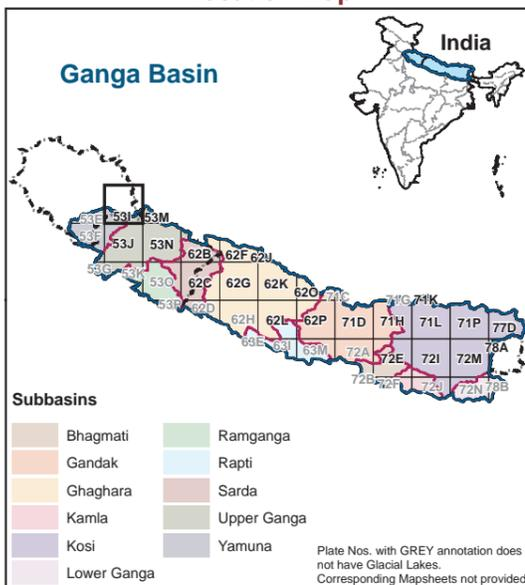 India
Ganga Basin
53E 53I 53M
53F 53J 53N 62B 62F 62J
53G 53K 53O 62C 62G 62K 62O 71C 71G 71K
53P 62D 62H 62L 62P 71D 71H 71L 71P 77D
62E 63I 63M 72A 72E 72I 72M 78A
72B 72F 72J 72N 78B
Subbasins
Bhagmati
Gandak
Ghaghara
Kamla
Kosi
Lower Ganga
Ramganga
Rapti
Sarda
Upper Ganga
Yamuna
Plate Nos. with GREY annotation does
not have Glacial Lakes.
Corresponding Mapsheets not provided